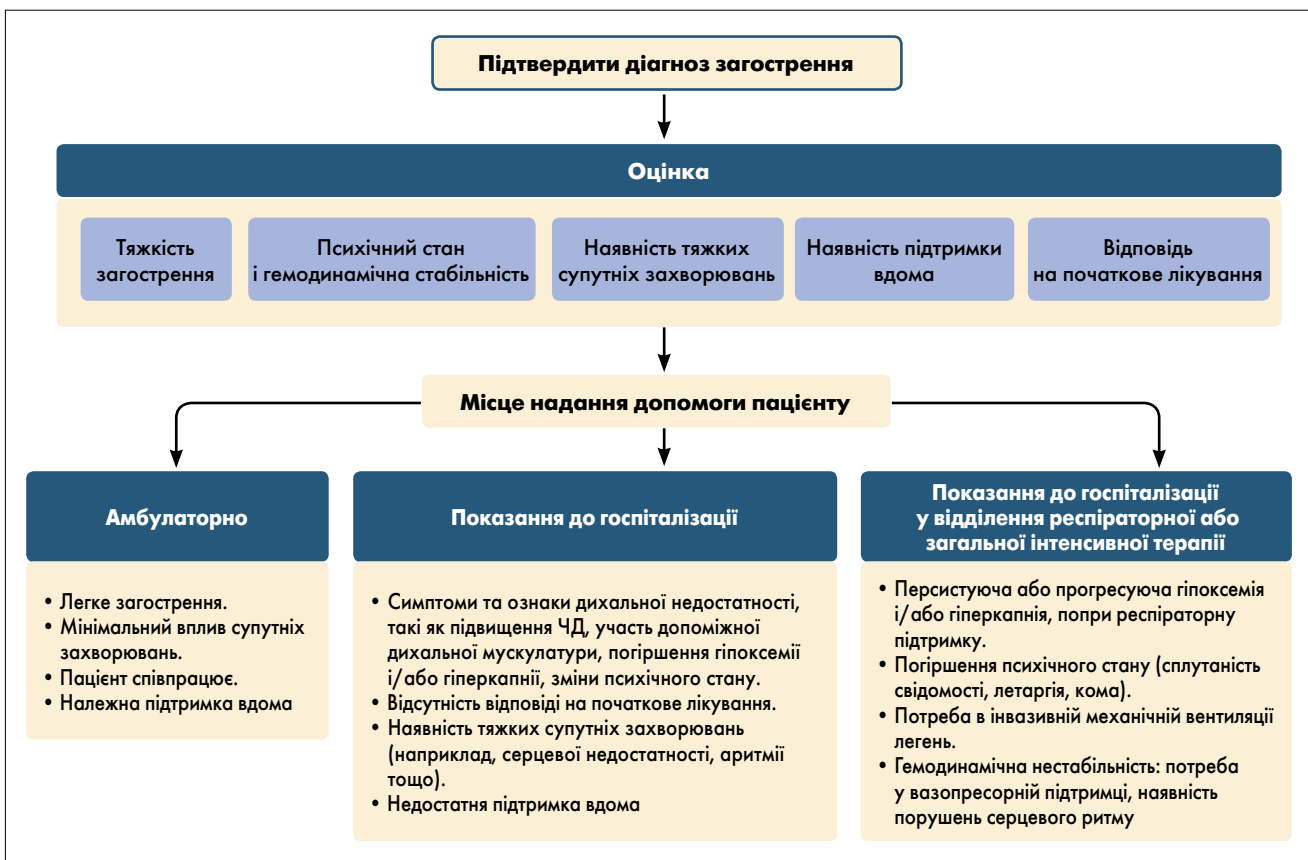 Підтвердити діагноз загострення
Оцінка
Тяжкість
загострення
Психічний стан
і гемодинамічна стабільність
Наявність тяжких
супутніх захворювань
Наявність підтримки
вдома
Відповідь
на початкове лікування
Місце надання допомоги пацієнту
Амбулаторно
• Легке загострення.
• Мінімальний вплив супутніх
захворювань.
• Пацієнт співпрацює.
• Належна підтримка вдома
Показання до госпіталізації
• Симптоми та ознаки дихальної недостатності,
такі як підвищення ЧД, участь допоміжної
дихальної мускулатури, погіршення гіпоксемії
і/або гіперкапнії, зміни психічного стану.
• Відсутність відповіді на початкове лікування.
• Наявність тяжких супутніх захворювань
(наприклад, серцевої недостатності, аритмії
тощо).
• Недостатня підтримка вдома
Показання до госпіталізації
у відділення респіраторної або
загальної інтенсивної терапії
• Персистуюча або прогресуюча гіпоксемія
і/або гіперкапнія, попри респіраторну
підтримку.
• Погіршення психічного стану (сплутаність
свідомості, летаргія, кома).
• Потреба в інвазивній механічній вентиляції
легень.
• Гемодинамічна нестабільність: потреба
у вазопресорній підтримці, наявність
порушень серцевого ритму